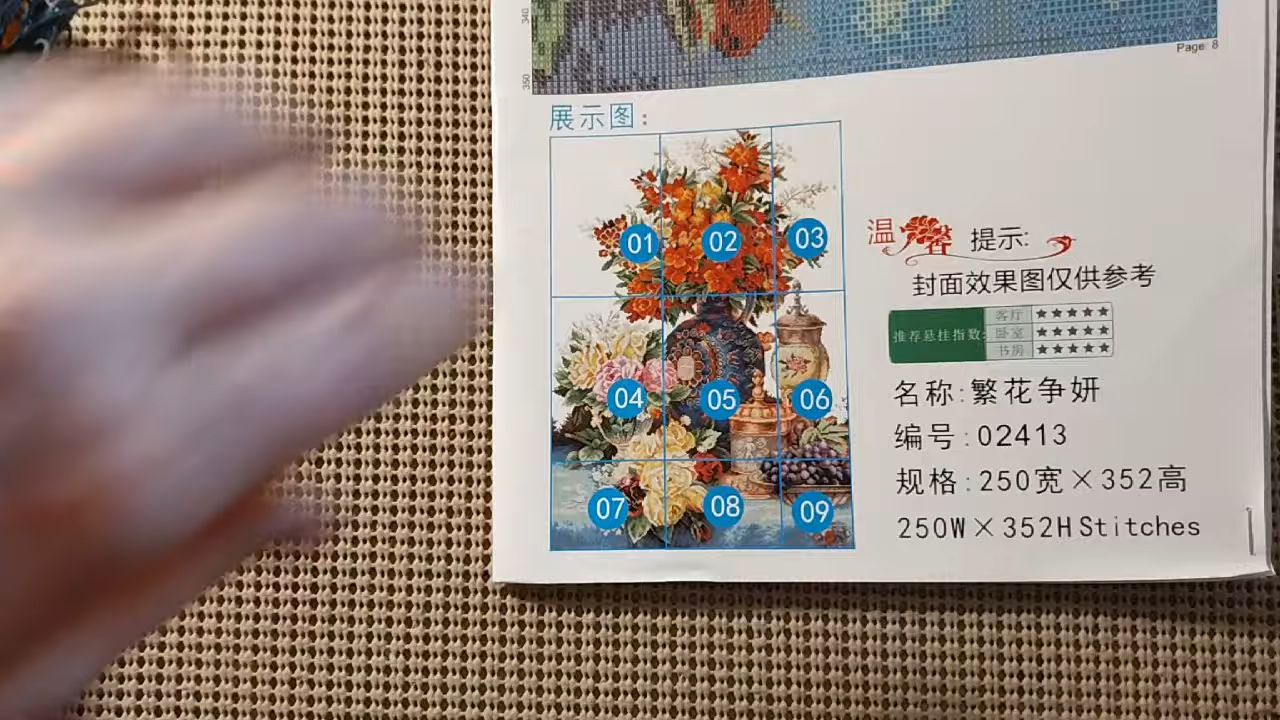 340
350
Page: 8
展示图:
01
02
03
04
05
06
07
08
09
温馨提示:
封面效果图仅供参考
推荐悬挂指数:
客厅 ★★★★★
卧室 ★★★★★
书房 ★★★★★
名称:繁花争妍
编号:02413
规格:250宽×352高
250W×352H Stitches